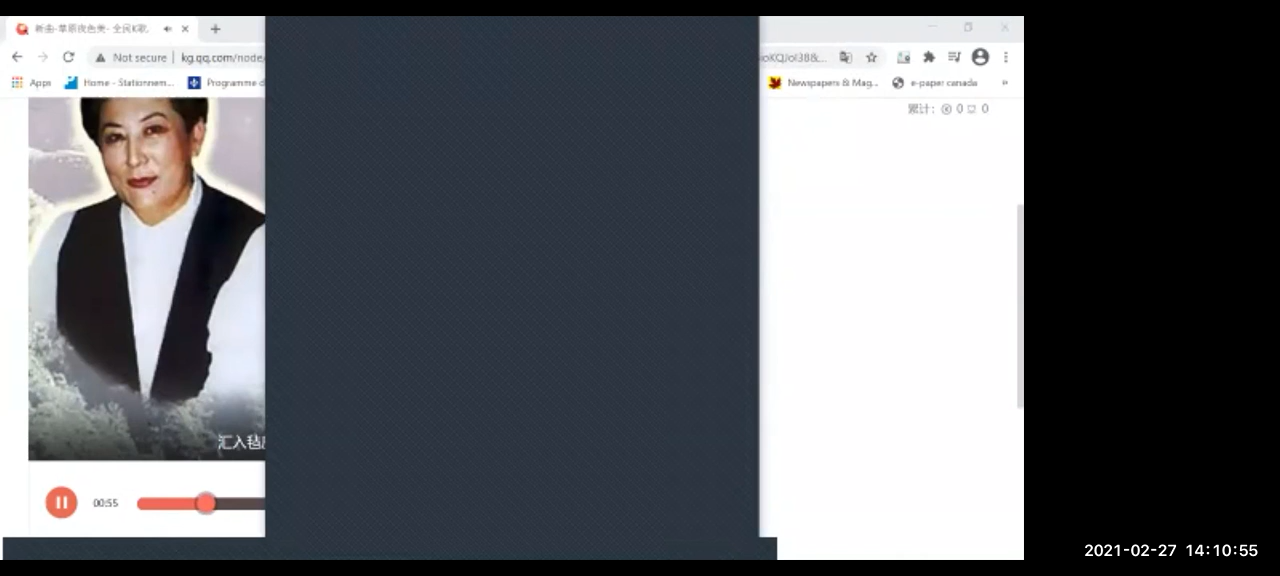 新曲-草原夜色美- 全民K歌,
Not secure | kg.qq.com/node/
ioKQJol38&...
Apps Home - Stationnem... Programme d
Newspapers & Mag... e-paper canada »
累计: 0 0
汇入毡
00:55
2021-02-27 14:10:55